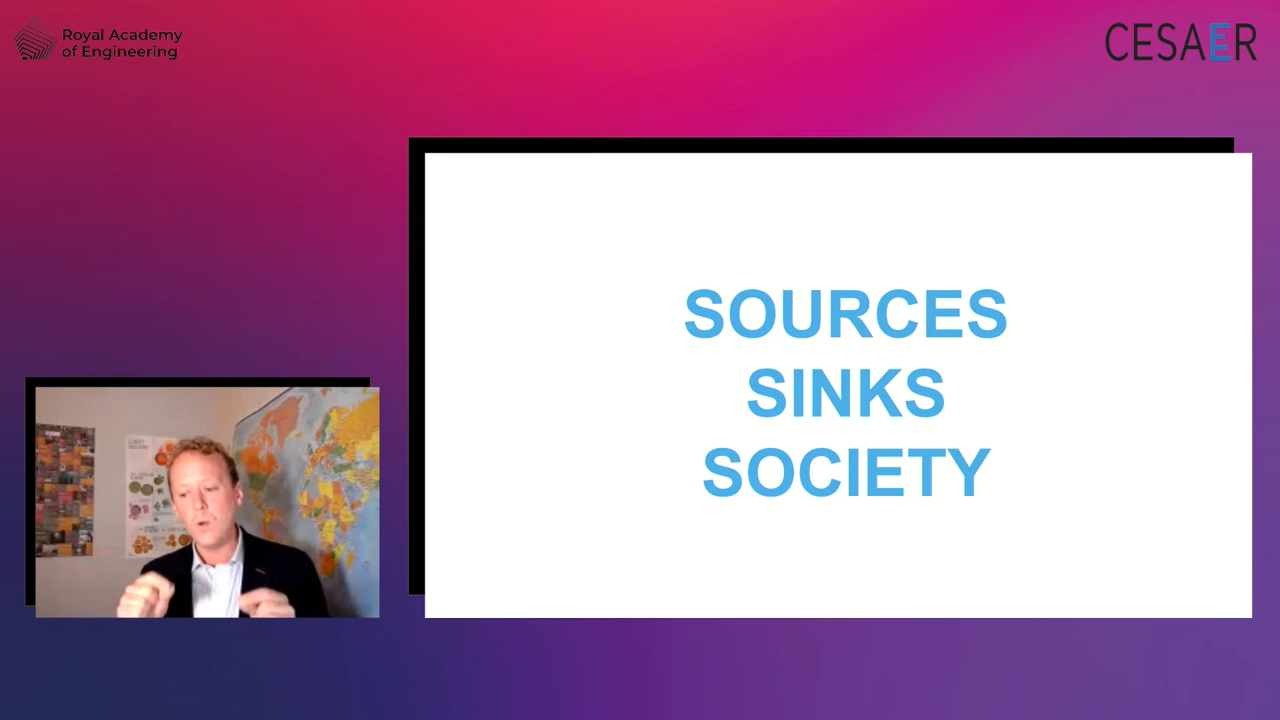 Royal Academy
of Engineering
CESAER
SOURCES
SINKS
SOCIETY